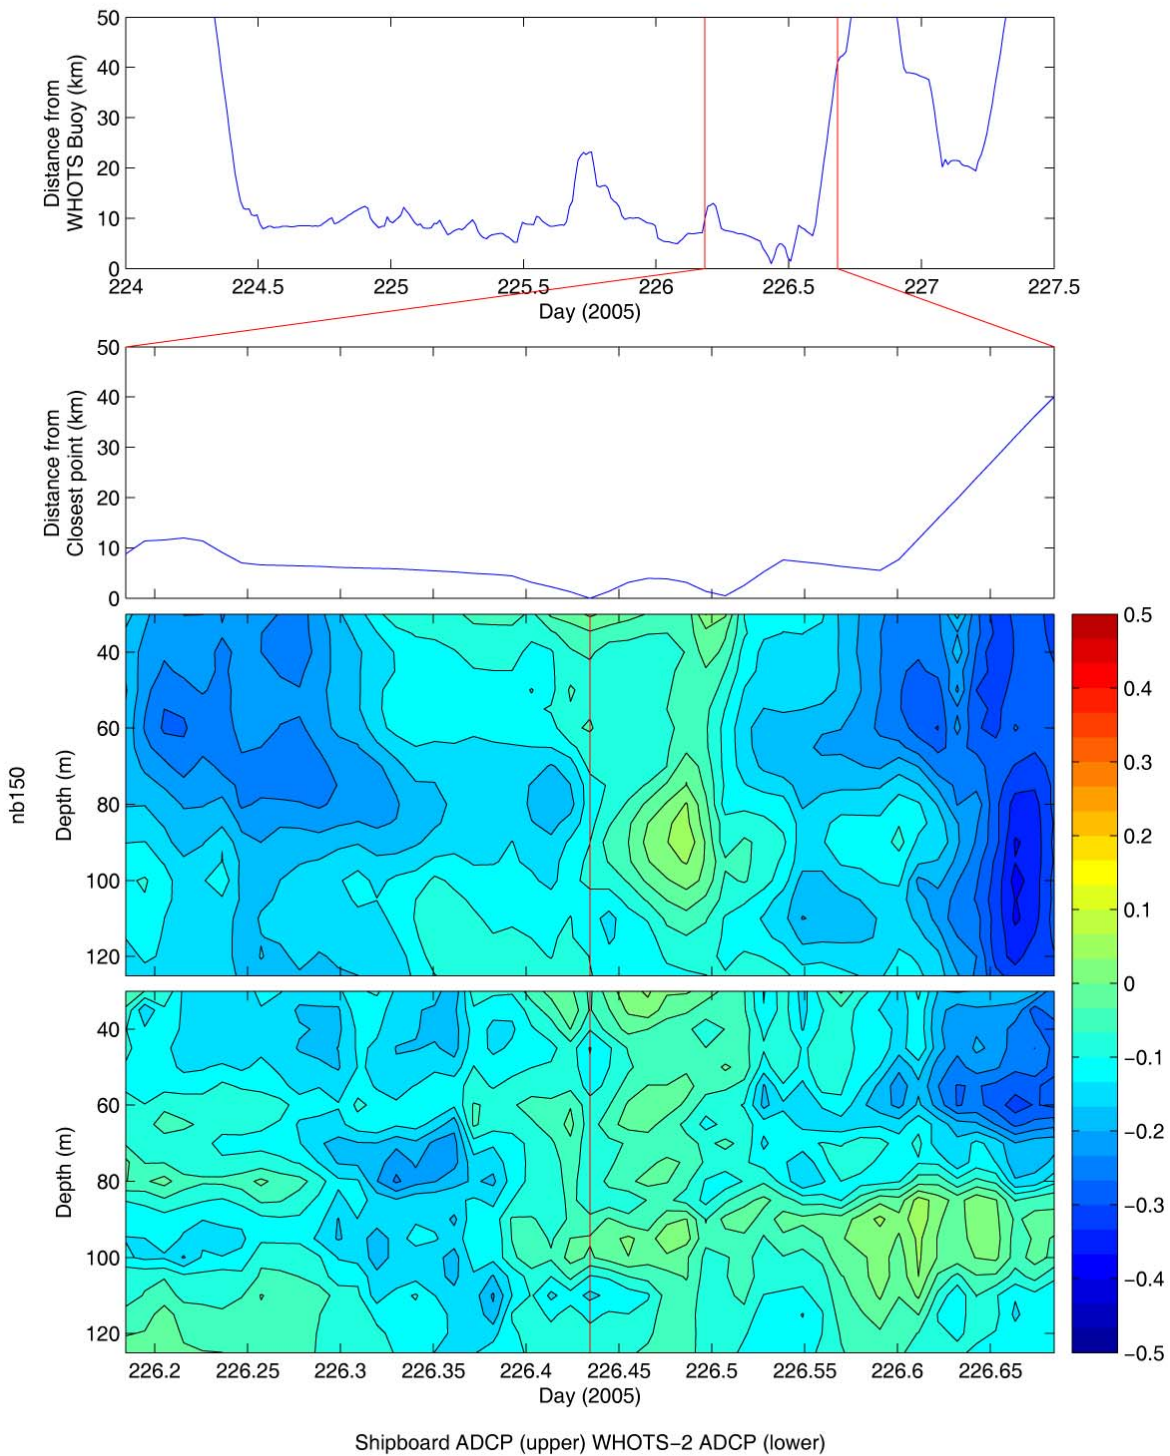 50
40
30
20
10
0
Distance from
WHOTS Buoy (km)
224 224.5 225 225.5 226 226.5 227 227.5
Day (2005)
50
40
30
20
10
0
Distance from
Closest point (km)
40
60
80
100
120
Depth (m)
nb150
0.5
0.4
0.3
0.2
0.1
0
−0.1
−0.2
−0.3
−0.4
−0.5
40
60
80
100
120
Depth (m)
226.2 226.25 226.3 226.35 226.4 226.45 226.5 226.55 226.6 226.65
Day (2005)
Shipboard ADCP (upper) WHOTS−2 ADCP (lower)